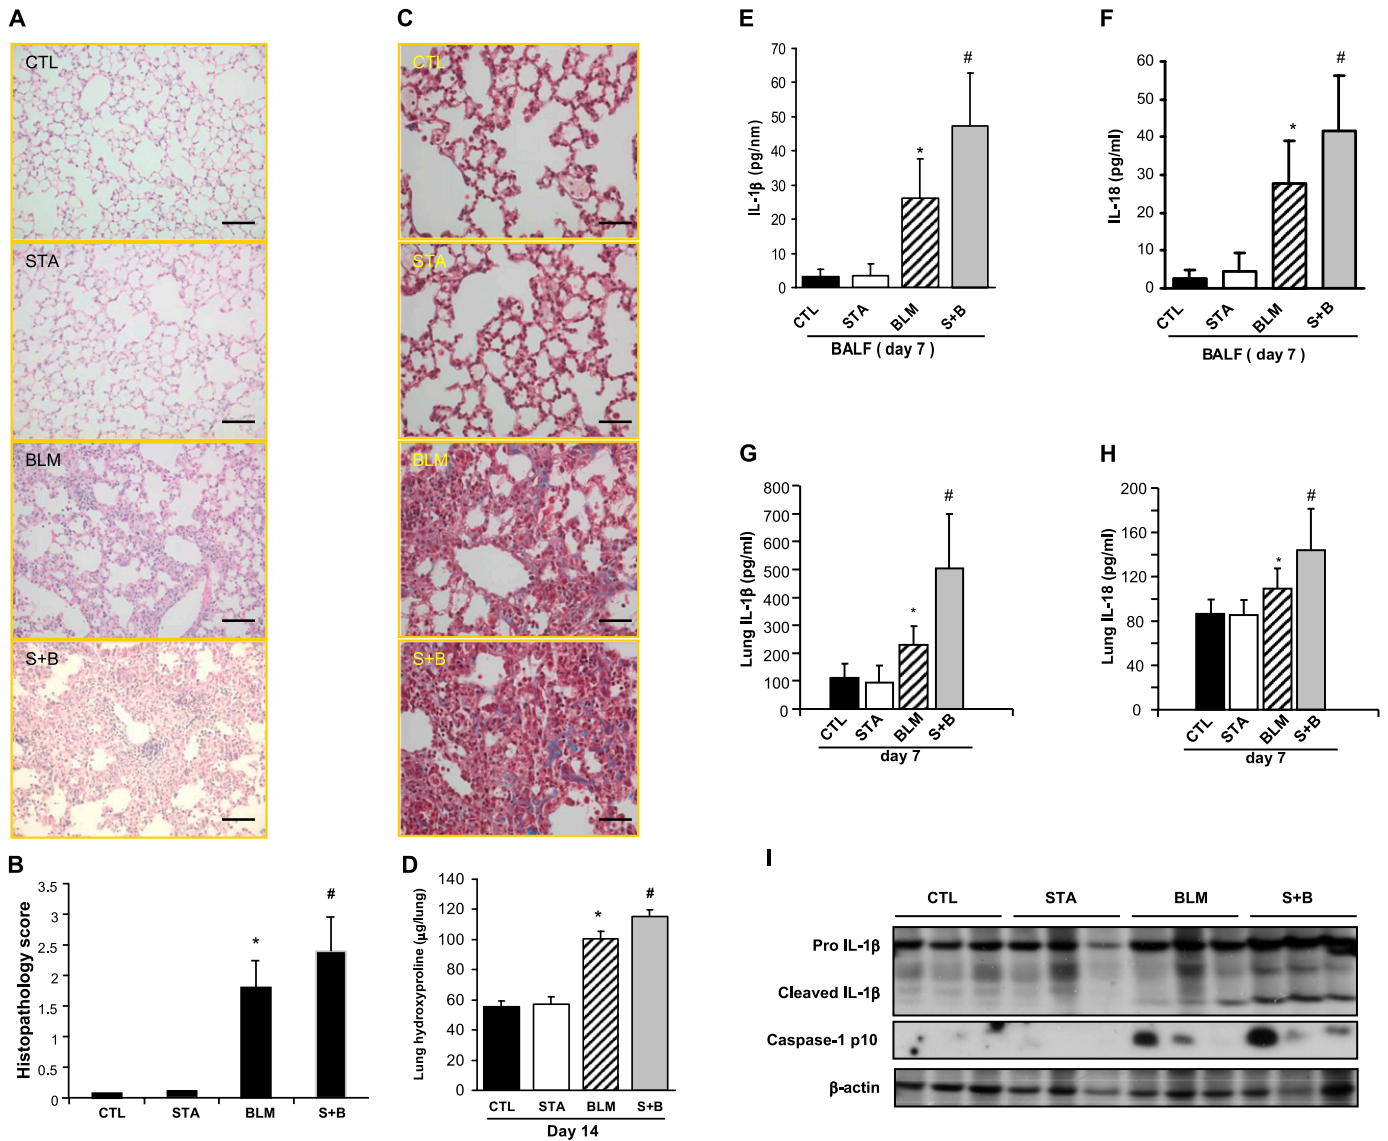 A
CTL
STA
BLM
S+B
C
CTL
STA
BLM
S+B
B
Histopathology score
3.5
3
2.5
2
1.5
1
0.5
0
*
#
CTL STA BLM S+B
D
Lung hydroxyproline (μg/lung)
140
120
100
80
60
40
20
0
*
#
CTL STA BLM S+B
Day 14
E
IL-1β (pg/nm)
70
60
50
40
30
20
10
0
*
#
CTL STA BLM S+B
BALF ( day 7 )
F
IL-18 (pg/ml)
60
50
40
30
20
10
0
*
#
CTL STA BLM S+B
BALF ( day 7 )
G
Lung IL-1β (pg/ml)
800
700
600
500
400
300
200
100
0
*
#
CTL STA BLM S+B
day 7
H
Lung IL-18 (pg/ml)
200
160
120
80
40
0
*
#
CTL STA BLM S+B
day 7
I
CTL STA BLM S+B
Pro IL-1β
Cleaved IL-1β
Caspase-1 p10
β-actin